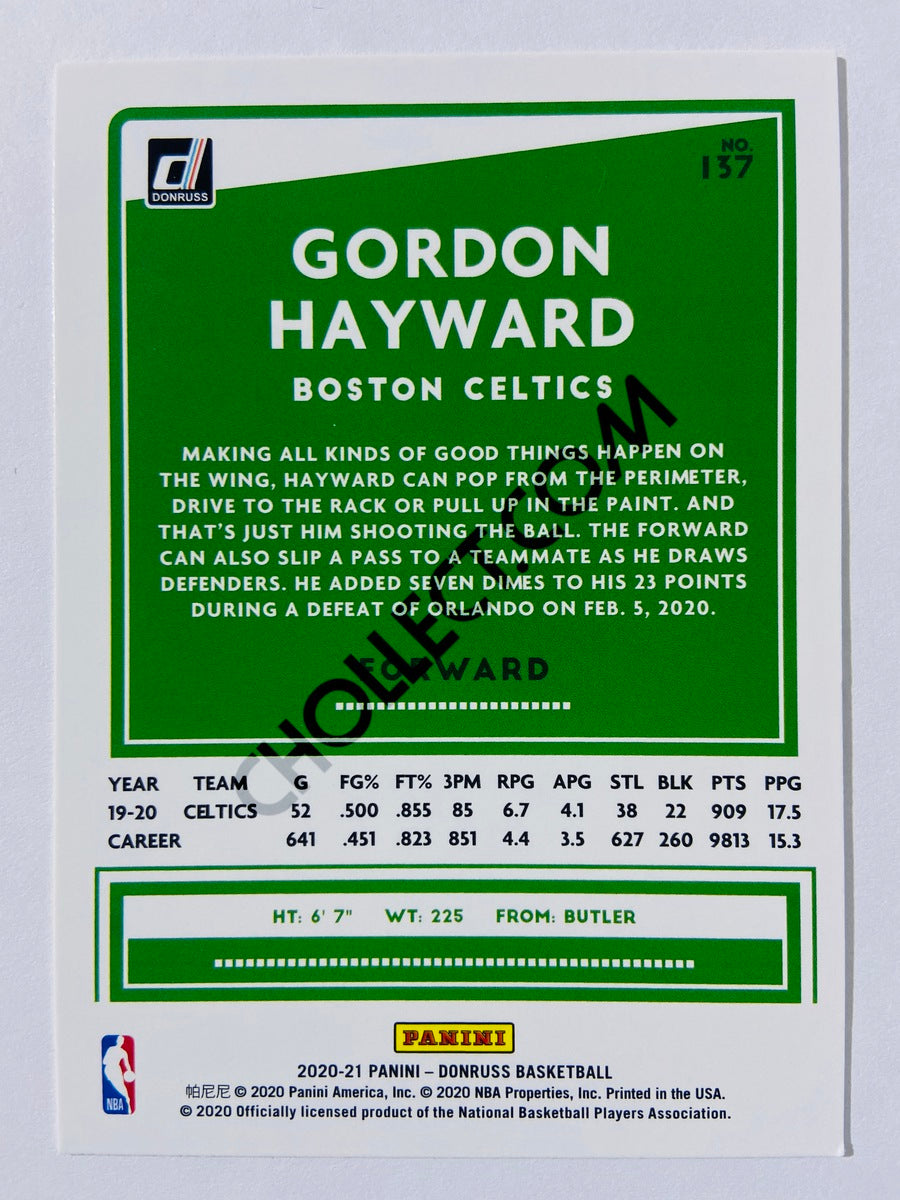 DONRUSS
NO.
137
GORDON
HAYWARD
BOSTON CELTICS
MAKING ALL KINDS OF GOOD THINGS HAPPEN ON
THE WING, HAYWARD CAN POP FROM THE PERIMETER,
DRIVE TO THE RACK OR PULL UP IN THE PAINT. AND
THAT'S JUST HIM SHOOTING THE BALL. THE FORWARD
CAN ALSO SLIP A PASS TO A TEAMMATE AS HE DRAWS
DEFENDERS. HE ADDED SEVEN DIMES TO HIS 23 POINTS
DURING A DEFEAT OF ORLANDO ON FEB. 5, 2020.
FORWARD
CHOLLECT.COM
YEAR TEAM G FG% FT% 3PM RPG APG STL BLK PTS PPG
19-20 CELTICS 52 .500 .855 85 6.7 4.1 38 22 909 17.5
CAREER 641 .451 .823 851 4.4 3.5 627 260 9813 15.3
HT: 6' 7" WT: 225 FROM: BUTLER
PANINI
NBA
2020-21 PANINI – DONRUSS BASKETBALL
帕尼尼 © 2020 Panini America, Inc. © 2020 NBA Properties, Inc. Printed in the USA.
© 2020 Officially licensed product of the National Basketball Players Association.